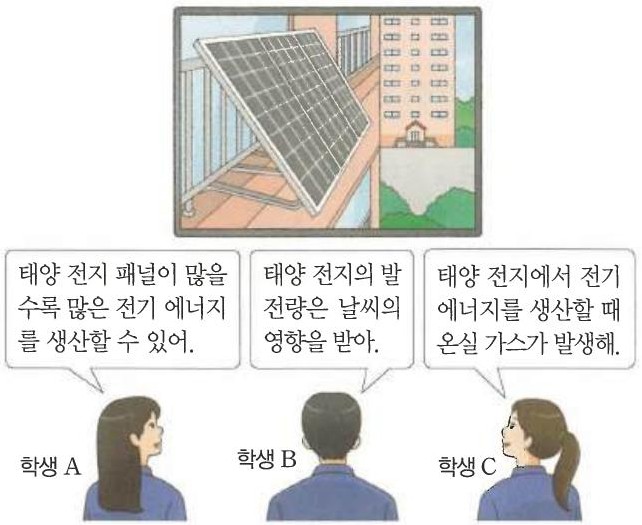 태양 전지 패널이 많을
수록 많은 전기 에너지
를 생산할 수 있어.
태양 전지의 발
전량은 날씨의
영향을 받아.
태양 전지에서 전기
에너지를 생산할 때
온실 가스가 발생해.
학생 A
학생 B
학생 C